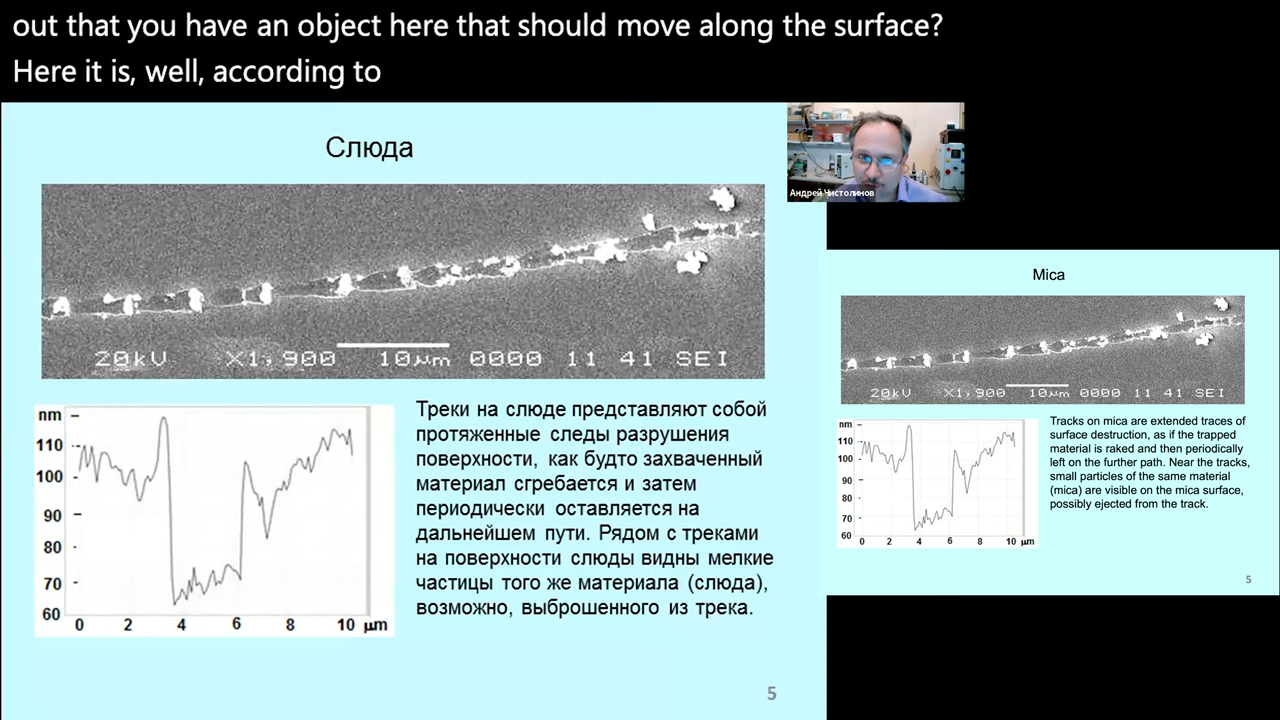 out that you have an object here that should move along the surface?
Here it is, well, according to
Слюда
20kV X1,900 10µm 0000 11 41 SEI
nm
110
100
90
80
70
60
0 2 4 6 8 10 µm
Треки на слюде представляют собой
протяженные следы разрушения
поверхности, как будто захваченный
материал сгребается и затем
периодически оставляется на
дальнейшем пути. Рядом с треками
на поверхности слюды видны мелкие
частицы того же материала (слюда),
возможно, выброшенного из трека.
5
Андрей Чистолинов
Mica
20kV X1,900 10µm 0000 11 41 SEI
nm
110
100
90
80
70
60
0 2 4 6 8 10 µm
Tracks on mica are extended traces of
surface destruction, as if the trapped
material is raked and then periodically
left on the further path. Near the tracks,
small particles of the same material
(mica) are visible on the mica surface,
possibly ejected from the track.
5